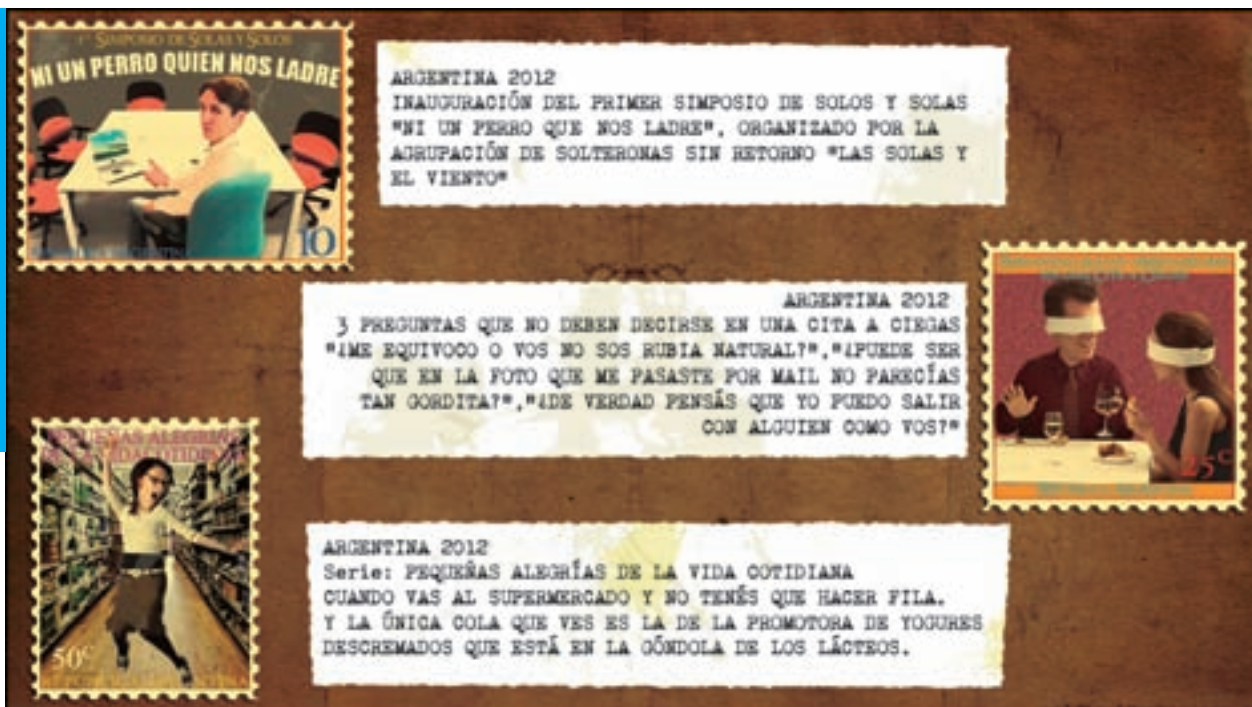 1er SIMPOSIO DE SOLAS Y SOLOS
NI UN PERRO QUIEN NOS LADRE
10
ARGENTINA 2012
INAUGURACIÓN DEL PRIMER SIMPOSIO DE SOLOS Y SOLAS
"NI UN PERRO QUE NOS LADRE", ORGANIZADO POR LA
AGRUPACIÓN DE SOLTERONAS SIN RETORNO "LAS SOLAS Y
EL VIENTO"
ARGENTINA 2012
3 PREGUNTAS QUE NO DEBEN DECIRSE EN UNA CITA A CIEGAS
"¿ME EQUIVOCO O VOS NO SOS RUBIA NATURAL?","¿PUEDE SER
QUE EN LA FOTO QUE ME PASASTE POR MAIL NO PARECÍAS
TAN GORDITA?","¿DE VERDAD PENSÁS QUE YO PUEDO SALIR
CON ALGUIEN COMO VOS?"
25c
PEQUEÑAS ALEGRÍAS
DE LA VIDA COTIDIANA
50c
ARGENTINA 2012
Serie: PEQUEÑAS ALEGRÍAS DE LA VIDA COTIDIANA
CUANDO VAS AL SUPERMERCADO Y NO TENÉS QUE HACER FILA.
Y LA ÚNICA COLA QUE VES ES LA DE LA PROMOTORA DE YOGURES
DESCREMADOS QUE ESTÁ EN LA GÓNDOLA DE LOS LÁCTEOS.